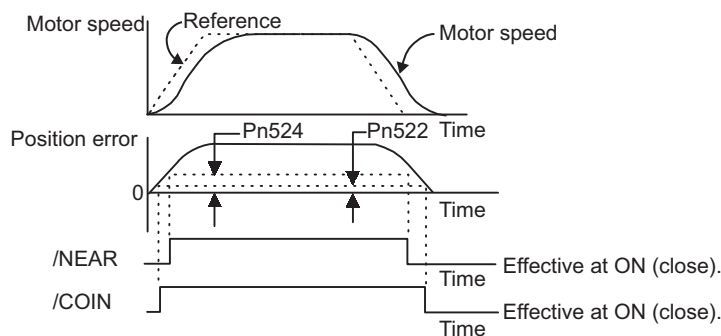 Motor speed
Reference
Motor speed
Time
Position error
Pn524
Pn522
0
Time
/NEAR
Effective at ON (close).
Time
/COIN
Effective at ON (close).
Time